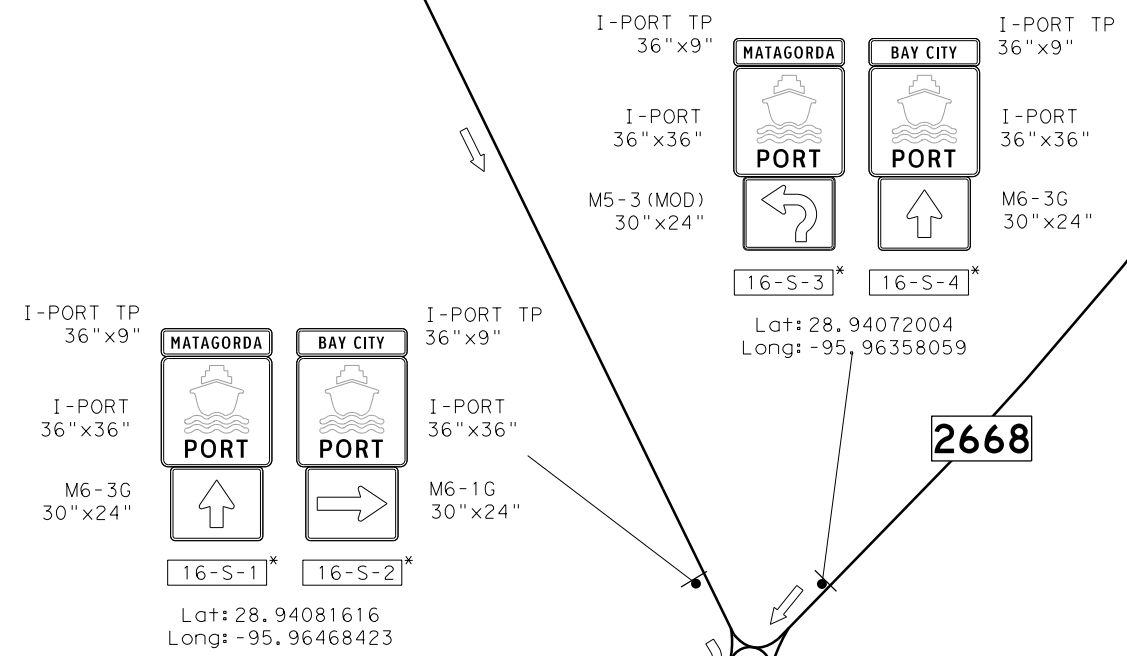 I-PORT TP
36"x9"
MATAGORDA
BAY CITY
I-PORT TP
36"x9"
I-PORT
36"x36"
PORT
PORT
I-PORT
36"x36"
M5-3(MOD)
30"x24"
M6-3G
30"x24"
16-S-3*
16-S-4*
Lat:28.94072004
Long:-95.96358059
I-PORT TP
36"x9"
MATAGORDA
BAY CITY
I-PORT TP
36"x9"
I-PORT
36"x36"
PORT
PORT
I-PORT
36"x36"
M6-3G
30"x24"
M6-1G
30"x24"
16-S-1*
16-S-2*
Lat:28.94081616
Long:-95.96468423
2668